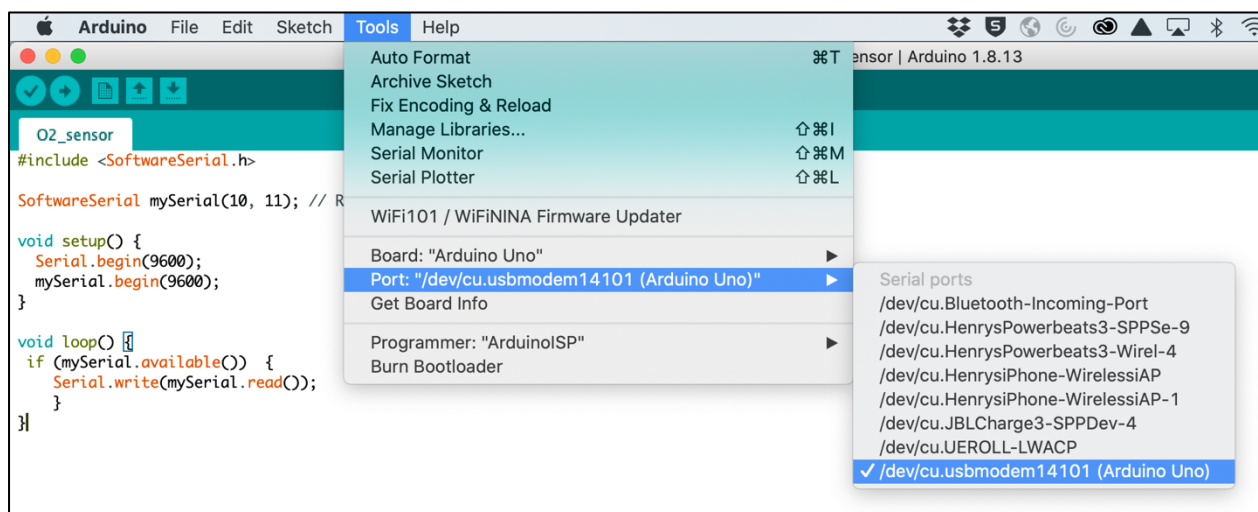 Arduino File Edit Sketch Tools Help
ensor | Arduino 1.8.13
O2_sensor
#include <SoftwareSerial.h>
SoftwareSerial mySerial(10, 11); // R
void setup() {
Serial.begin(9600);
mySerial.begin(9600);
}
void loop() {
if (mySerial.available()) {
Serial.write(mySerial.read());
}
}
Auto Format ⌘T
Archive Sketch
Fix Encoding & Reload
Manage Libraries... ⇧⌘I
Serial Monitor ⇧⌘M
Serial Plotter ⇧⌘L
WiFi101 / WiFiNINA Firmware Updater
Board: "Arduino Uno"
Port: "/dev/cu.usbmodem14101 (Arduino Uno)"
Get Board Info
Programmer: "ArduinoISP"
Burn Bootloader
Serial ports
/dev/cu.Bluetooth-Incoming-Port
/dev/cu.HenrysPowerbeats3-SPPSe-9
/dev/cu.HenrysPowerbeats3-Wirel-4
/dev/cu.HenrysiPhone-WirelessiAP
/dev/cu.HenrysiPhone-WirelessiAP-1
/dev/cu.JBLCharge3-SPPDev-4
/dev/cu.UEROLL-LWACP
✓ /dev/cu.usbmodem14101 (Arduino Uno)